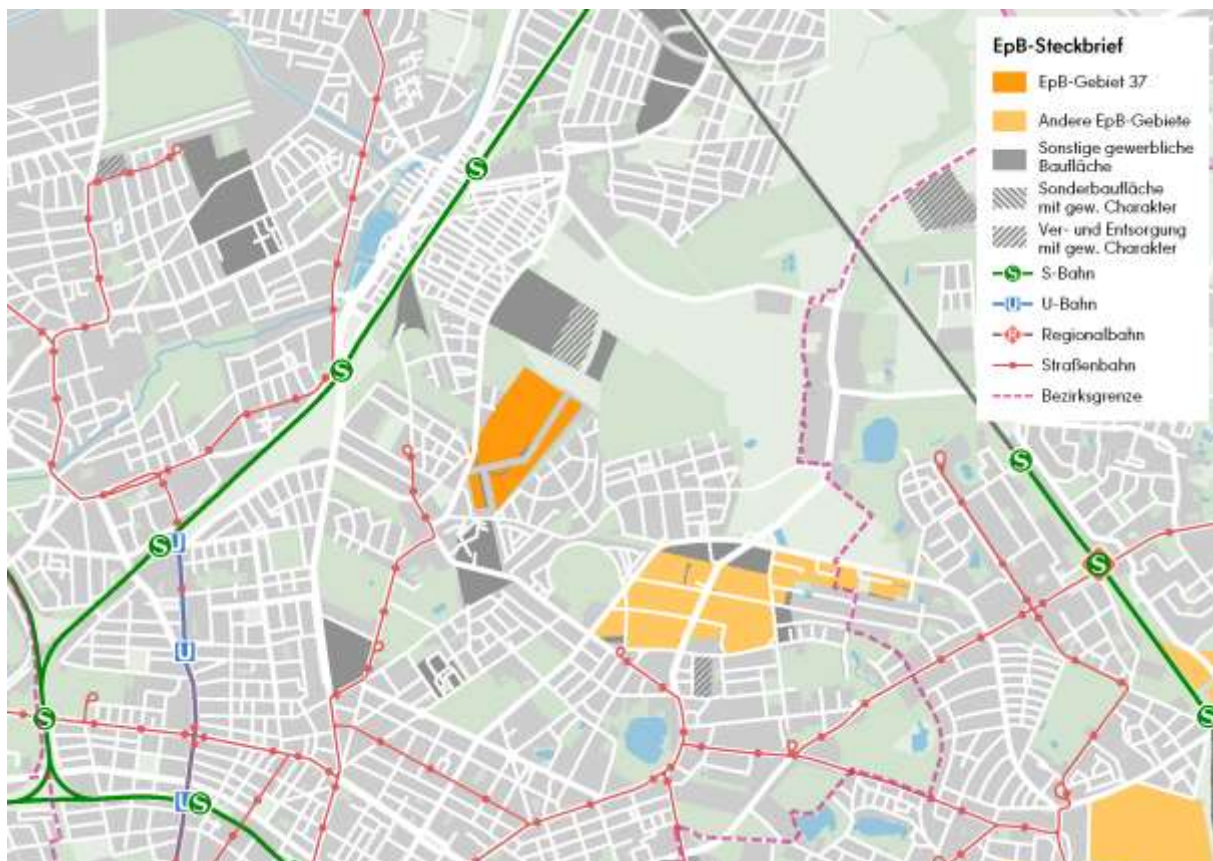 EpB-Steckbrief
EpB-Gebiet 37
Andere EpB-Gebiete
Sonstige gewerbliche
Baufläche
Sonderbaufläche
mit gew. Charakter
Ver- und Entsorgung
mit gew. Charakter
S S-Bahn
U U-Bahn
R Regionalbahn
Straßenbahn
Bezirksgrenze
S
S
S
S
S U
U
S
S
S
U S